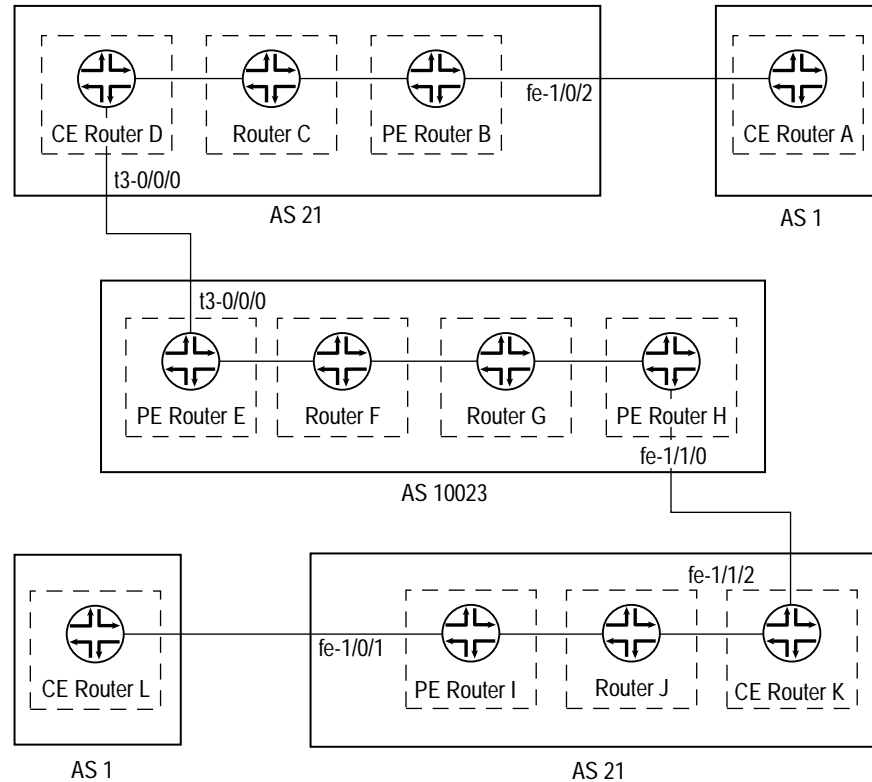 fe-1/0/2
CE Router D
Router C
PE Router B
CE Router A
t3-0/0/0
AS 21
AS 1
t3-0/0/0
PE Router E
Router F
Router G
PE Router H
fe-1/1/0
AS 10023
fe-1/1/2
fe-1/0/1
CE Router L
PE Router I
Router J
CE Router K
AS 1
AS 21